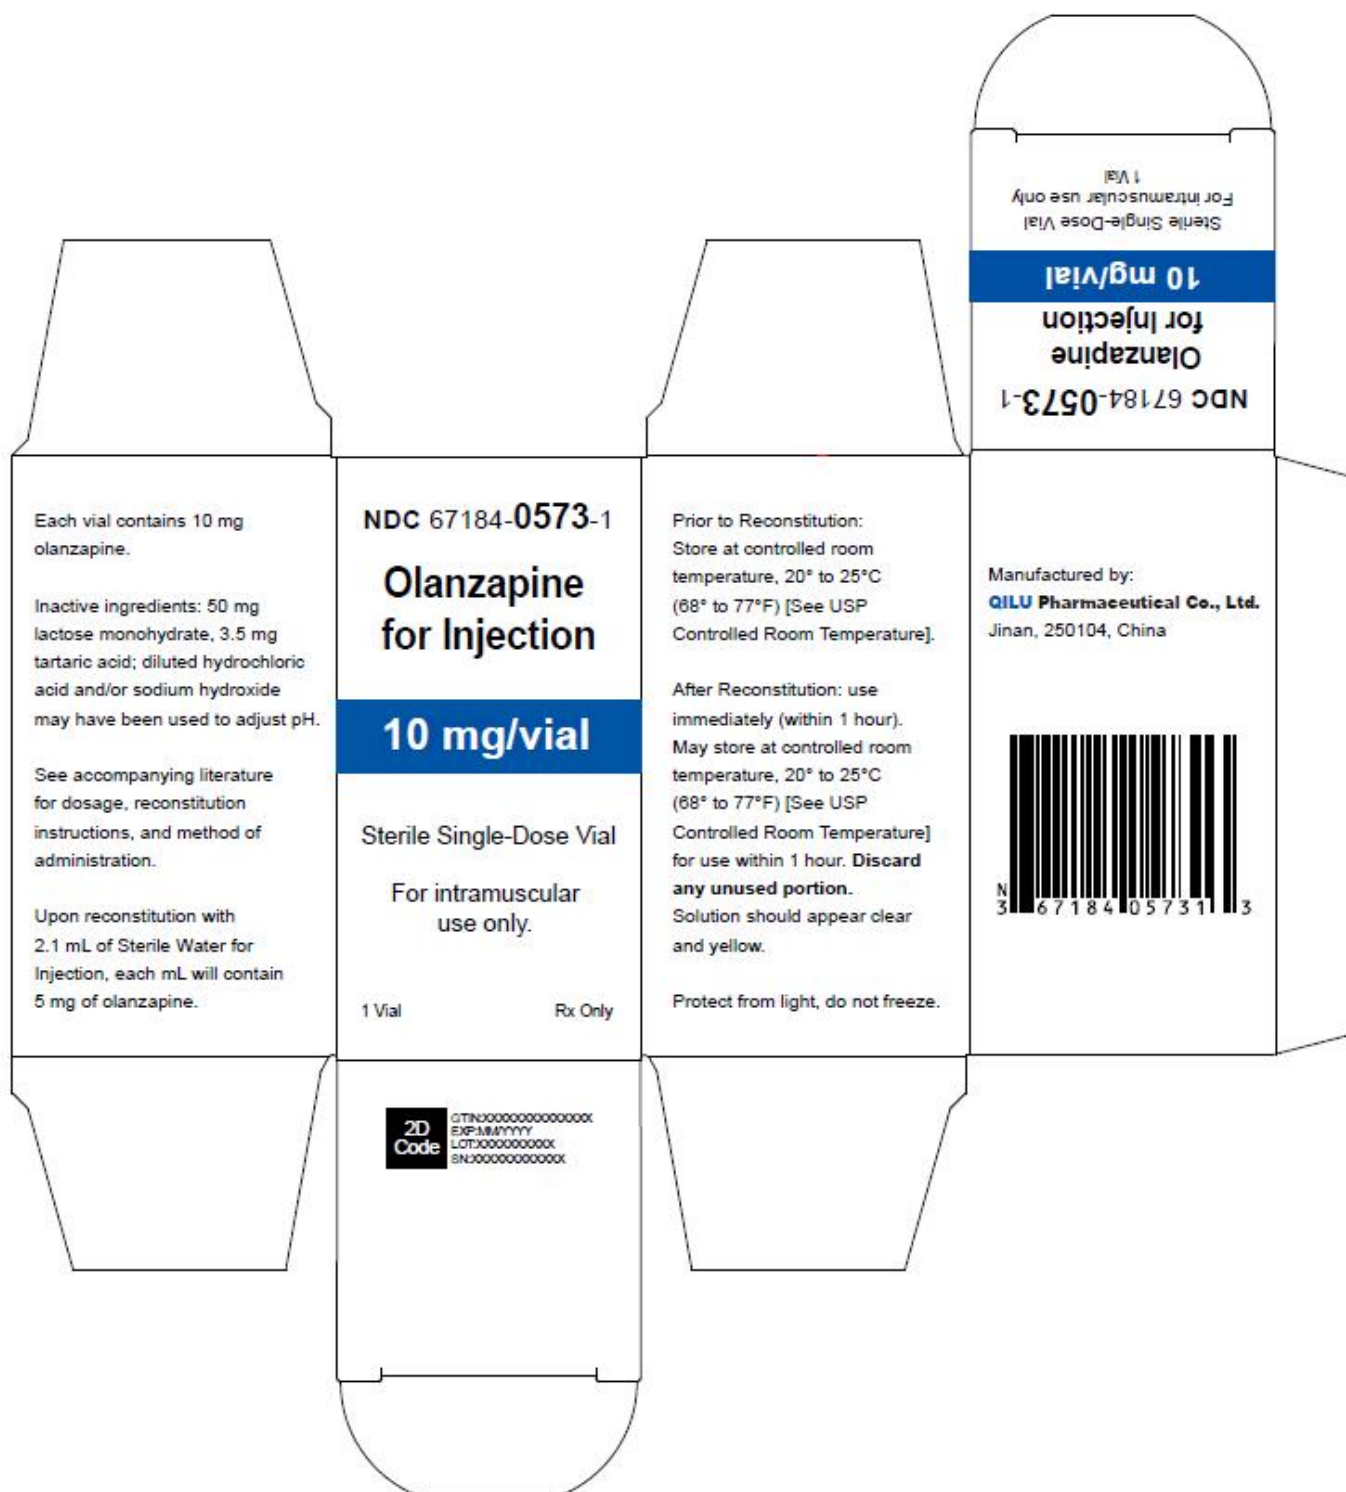 1 Vial
For intramuscular use only
Sterile Single-Dose Vial
10 mg/vial
for Injection
Olanzapine
NDC 67184-0573-1
Each vial contains 10 mg
olanzapine.
Inactive ingredients: 50 mg
lactose monohydrate, 3.5 mg
tartaric acid; diluted hydrochloric
acid and/or sodium hydroxide
may have been used to adjust pH.
See accompanying literature
for dosage, reconstitution
instructions, and method of
administration.
Upon reconstitution with
2.1 mL of Sterile Water for
Injection, each mL will contain
5 mg of olanzapine.
NDC 67184-0573-1
Olanzapine
for Injection
10 mg/vial
Sterile Single-Dose Vial
For intramuscular
use only.
1 Vial Rx Only
Prior to Reconstitution:
Store at controlled room
temperature, 20° to 25°C
(68° to 77°F) [See USP
Controlled Room Temperature].
After Reconstitution: use
immediately (within 1 hour).
May store at controlled room
temperature, 20° to 25°C
(68° to 77°F) [See USP
Controlled Room Temperature]
for use within 1 hour. Discard
any unused portion.
Solution should appear clear
and yellow.
Protect from light, do not freeze.
Manufactured by:
QILU Pharmaceutical Co., Ltd.
Jinan, 250104, China
N
3 67184 05731 3
2D
Code
GTIN:XXXXXXXXXXXXXX
EXP:MM/YYYY
LOT:XXXXXXXXXX
SN:XXXXXXXXXXXX